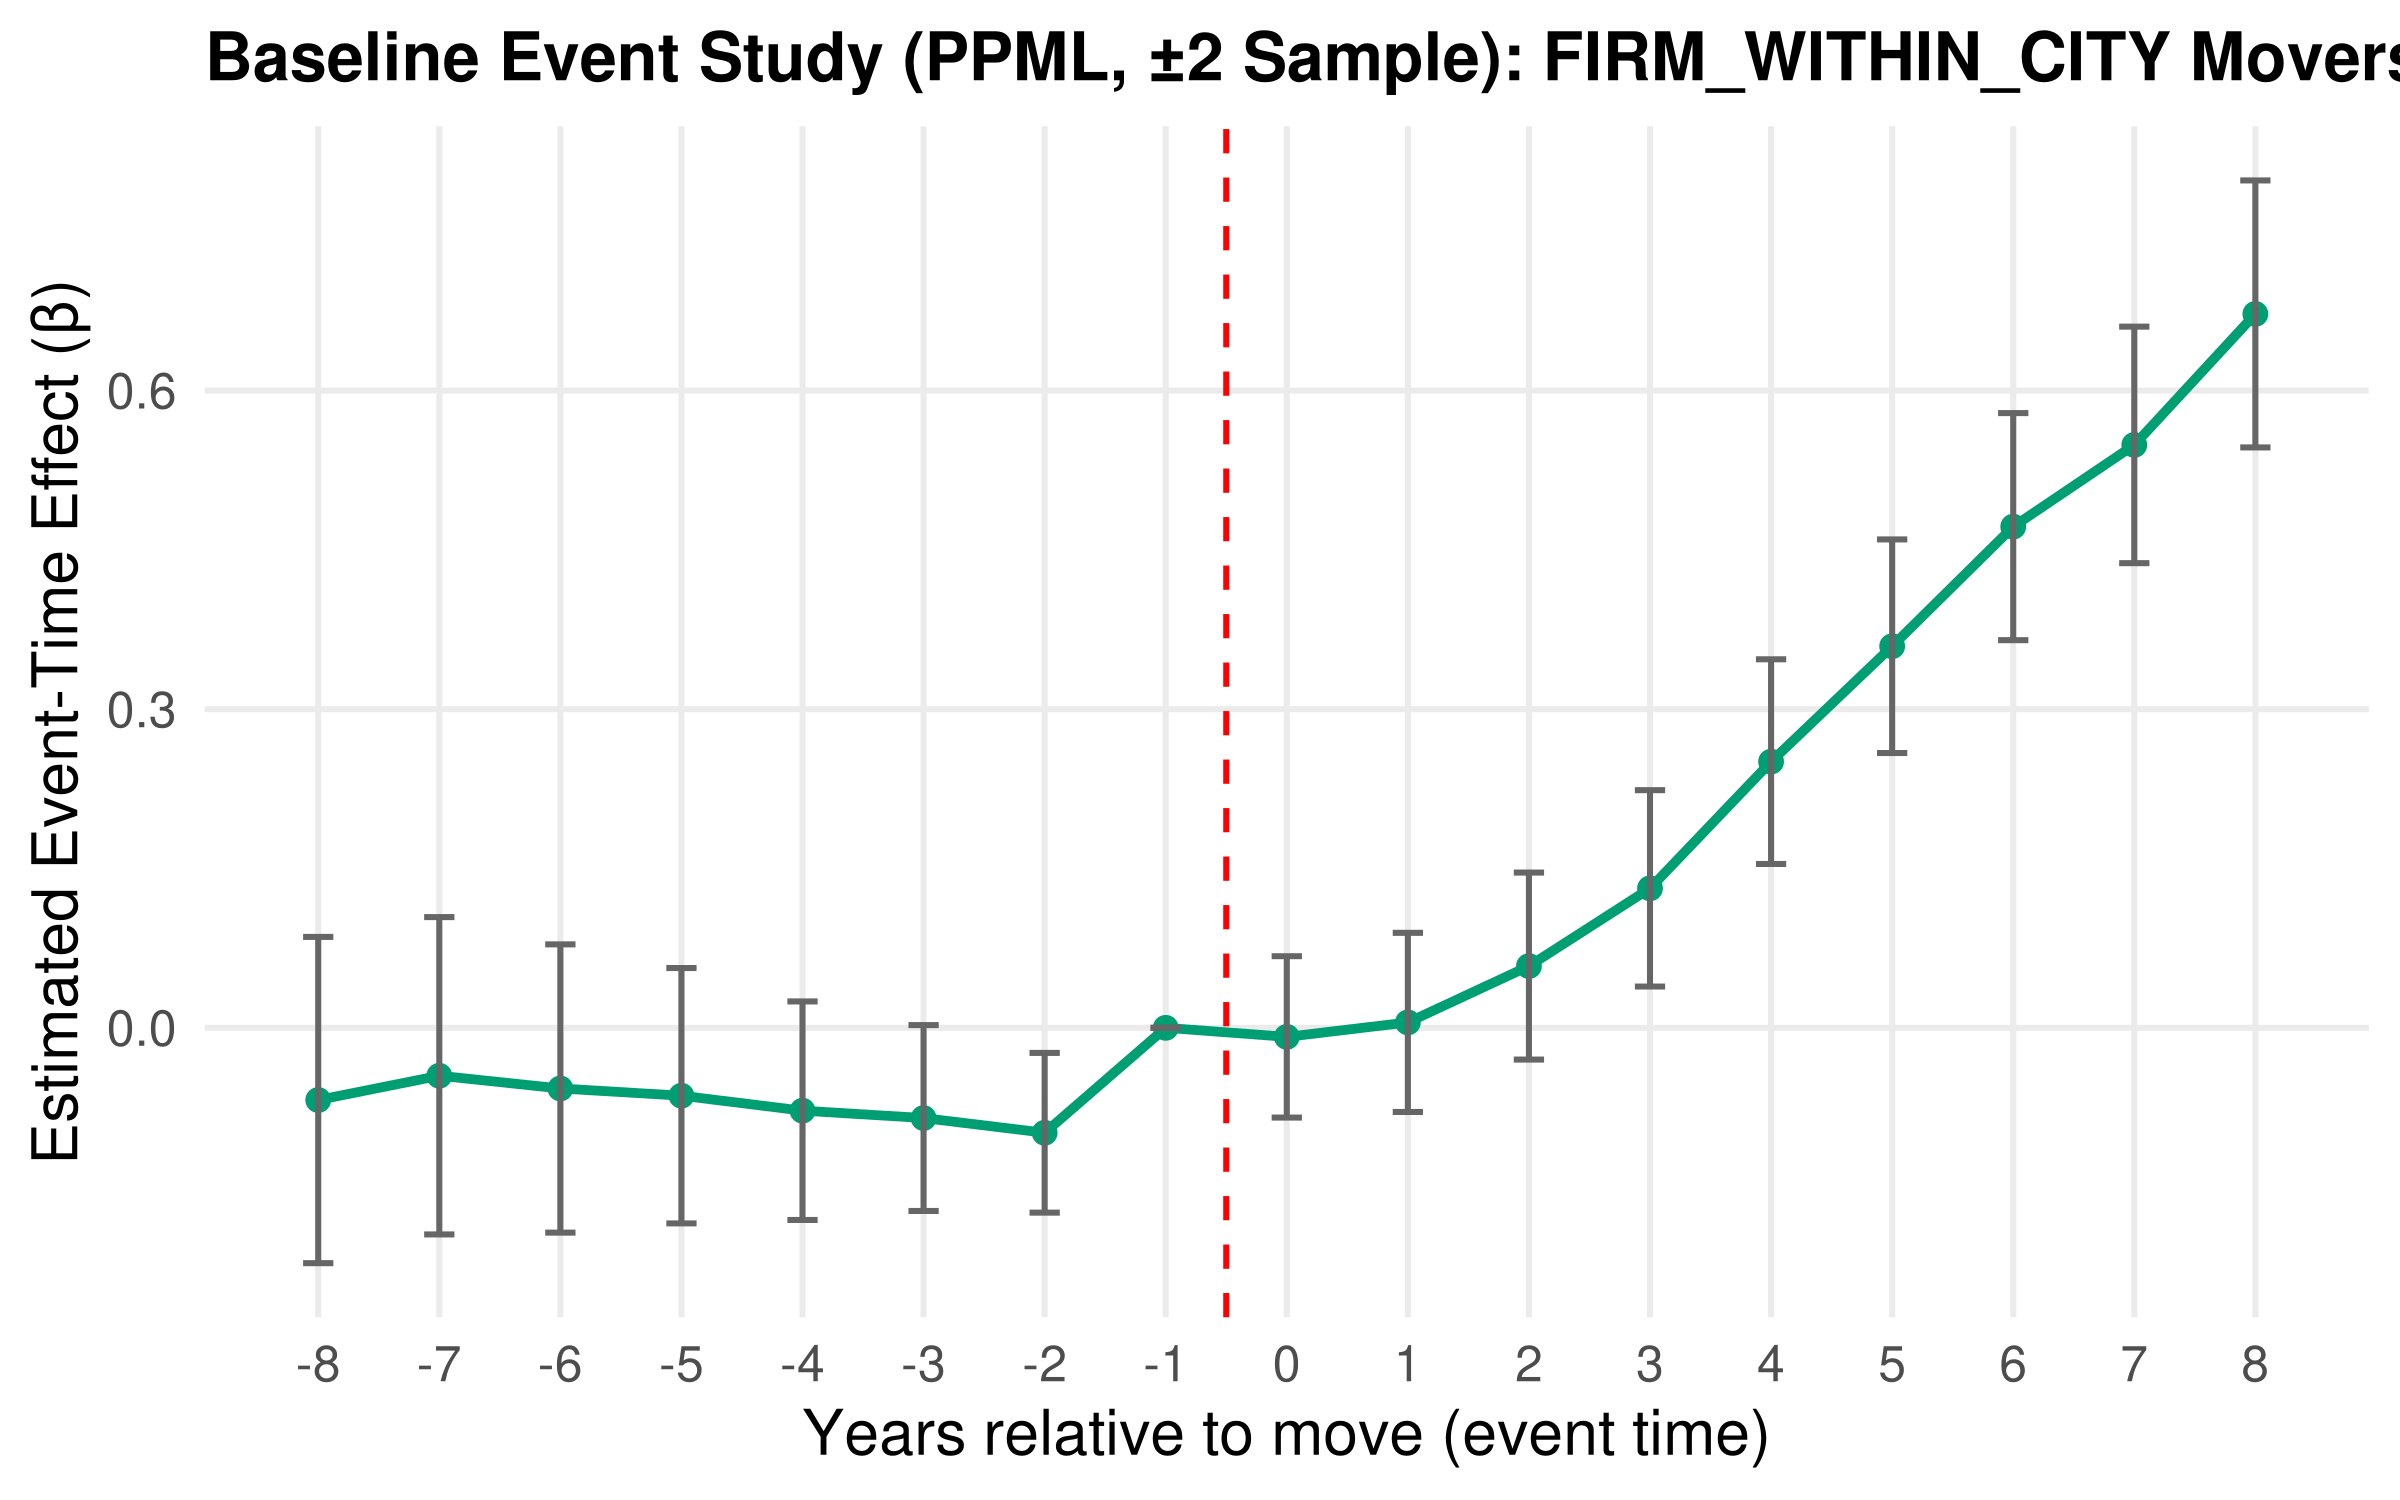 Baseline Event Study (PPML, ±2 Sample): FIRM_WITHIN_CITY Movers
Estimated Event-Time Effect (β)
0.6
0.3
0.0
-8 -7 -6 -5 -4 -3 -2 -1 0 1 2 3 4 5 6 7 8
Years relative to move (event time)